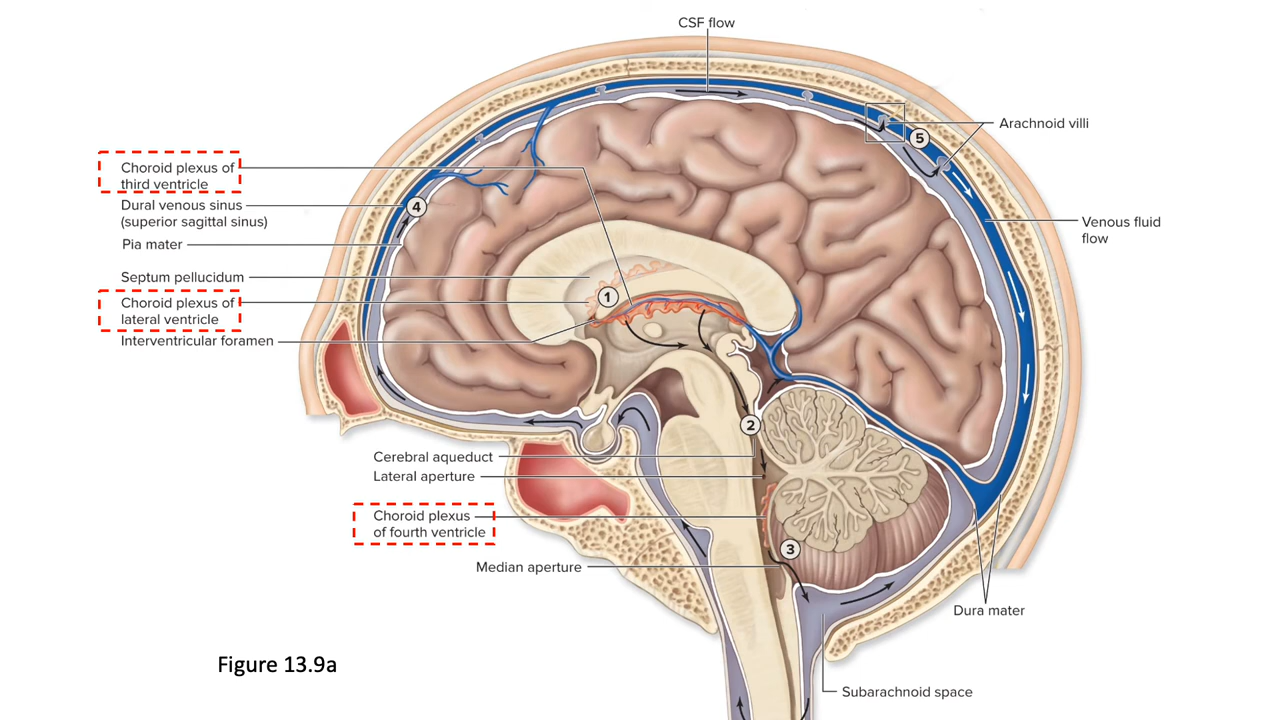 CSF flow
Arachnoid villi
5
Choroid plexus of
third ventricle
Dural venous sinus
(superior sagittal sinus)
4
Venous fluid
flow
Pia mater
Septum pellucidum
Choroid plexus of
lateral ventricle
1
Interventricular foramen
2
Cerebral aqueduct
Lateral aperture
Choroid plexus
of fourth ventricle
3
Median aperture
Dura mater
Figure 13.9a
Subarachnoid space